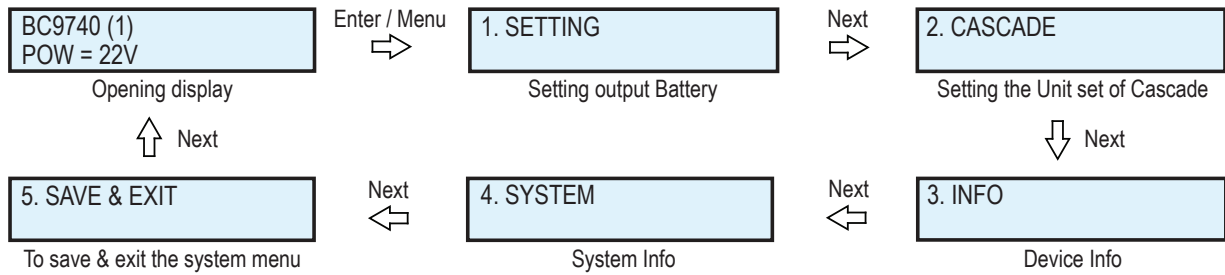 BC9740 (1)
POW = 22V
Opening display
Enter / Menu
1. SETTING
Setting output Battery
Next
2. CASCADE
Setting the Unit set of Cascade
Next
3. INFO
Device Info
Next
4. SYSTEM
System Info
Next
5. SAVE & EXIT
To save & exit the system menu
Next